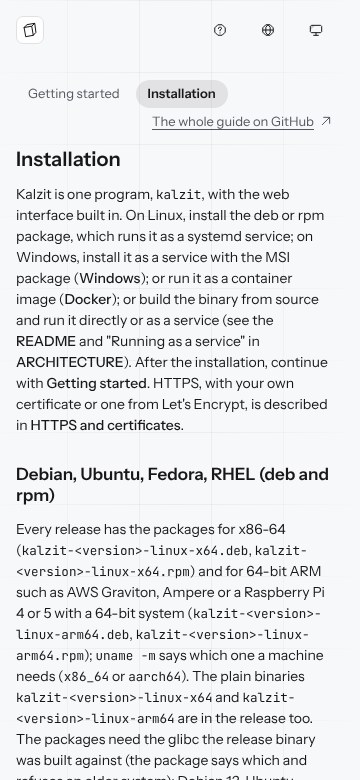 Getting started
Installation
The whole guide on GitHub
Installation
Kalzit is one program, kalzit, with the web
interface built in. On Linux, install the deb or rpm
package, which runs it as a systemd service; on
Windows, install it as a service with the MSI
package (Windows); or run it as a container
image (Docker); or build the binary from source
and run it directly or as a service (see the
README and "Running as a service" in
ARCHITECTURE). After the installation, continue
with Getting started. HTTPS, with your own
certificate or one from Let's Encrypt, is described
in HTTPS and certificates.
Debian, Ubuntu, Fedora, RHEL (deb and
rpm)
Every release has the packages for x86-64
(kalzit-<version>-linux-x64.deb, kalzit-
<version>-linux-x64.rpm) and for 64-bit ARM
such as AWS Graviton, Ampere or a Raspberry Pi
4 or 5 with a 64-bit system (kalzit-<version>-
linux-arm64.deb, kalzit-<version>-linux-
arm64.rpm); uname -m says which one a machine
needs (x86_64 or aarch64). The plain binaries
kalzit-<version>-linux-x64 and kalzit-
<version>-linux-arm64 are in the release too.
The packages need the glibc the release binary
was built against (the package says which and
refuses an older system): Debian 12, Ubuntu